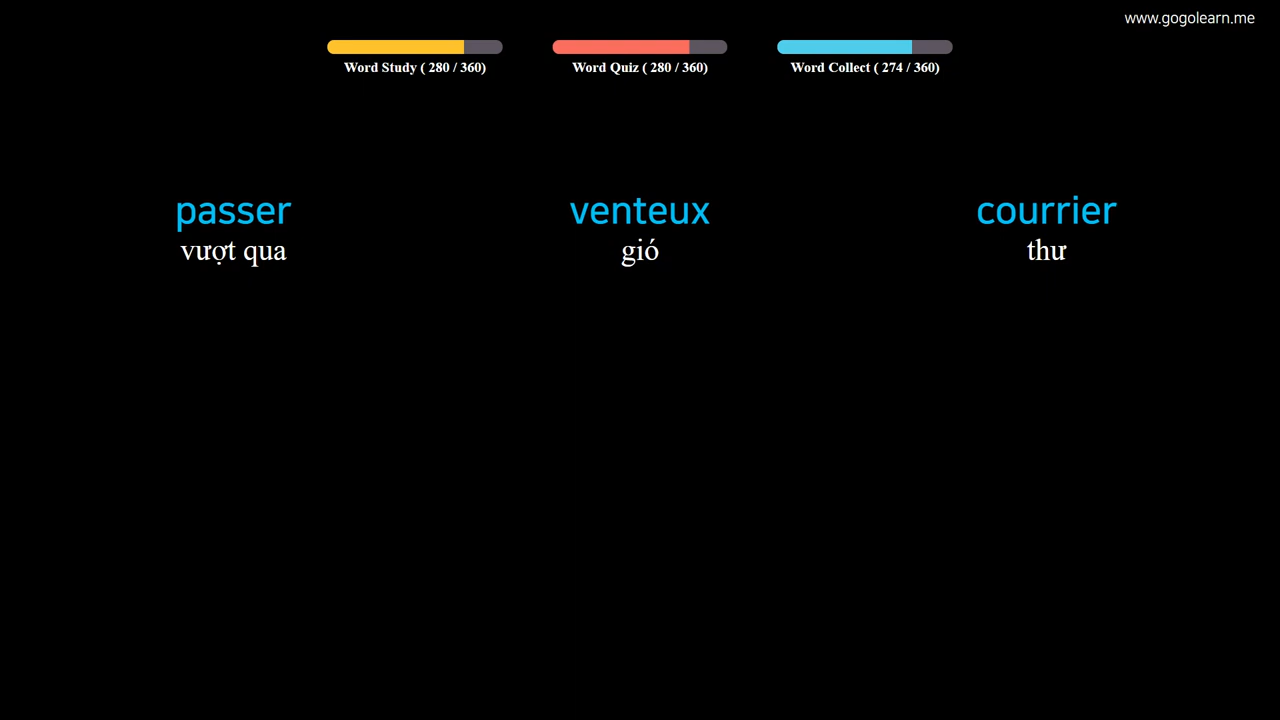 www.gogolearn.me
Word Study ( 280 / 360)
Word Quiz ( 280 / 360)
Word Collect ( 274 / 360)
passer
vượt qua
venteux
gió
courrier
thư